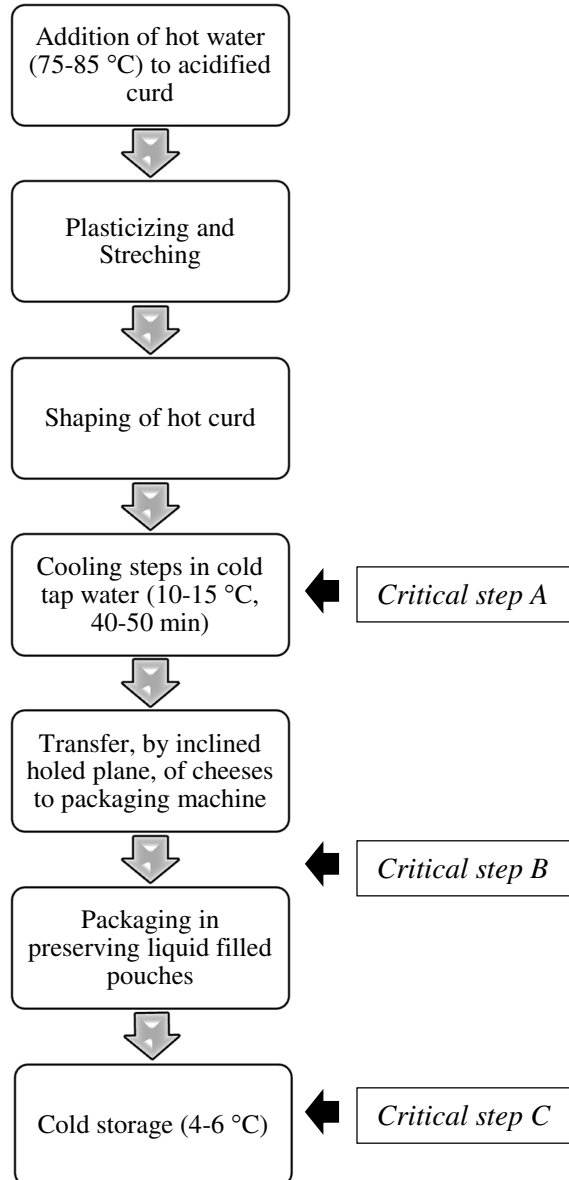 Addition of hot water
(75-85 °C) to acidified
curd
Plasticizing and
Streching
Shaping of hot curd
Cooling steps in cold
tap water (10-15 °C,
40-50 min)
Critical step A
Transfer, by inclined
holed plane, of cheeses
to packaging machine
Critical step B
Packaging in
preserving liquid filled
pouches
Cold storage (4-6 °C)
Critical step C